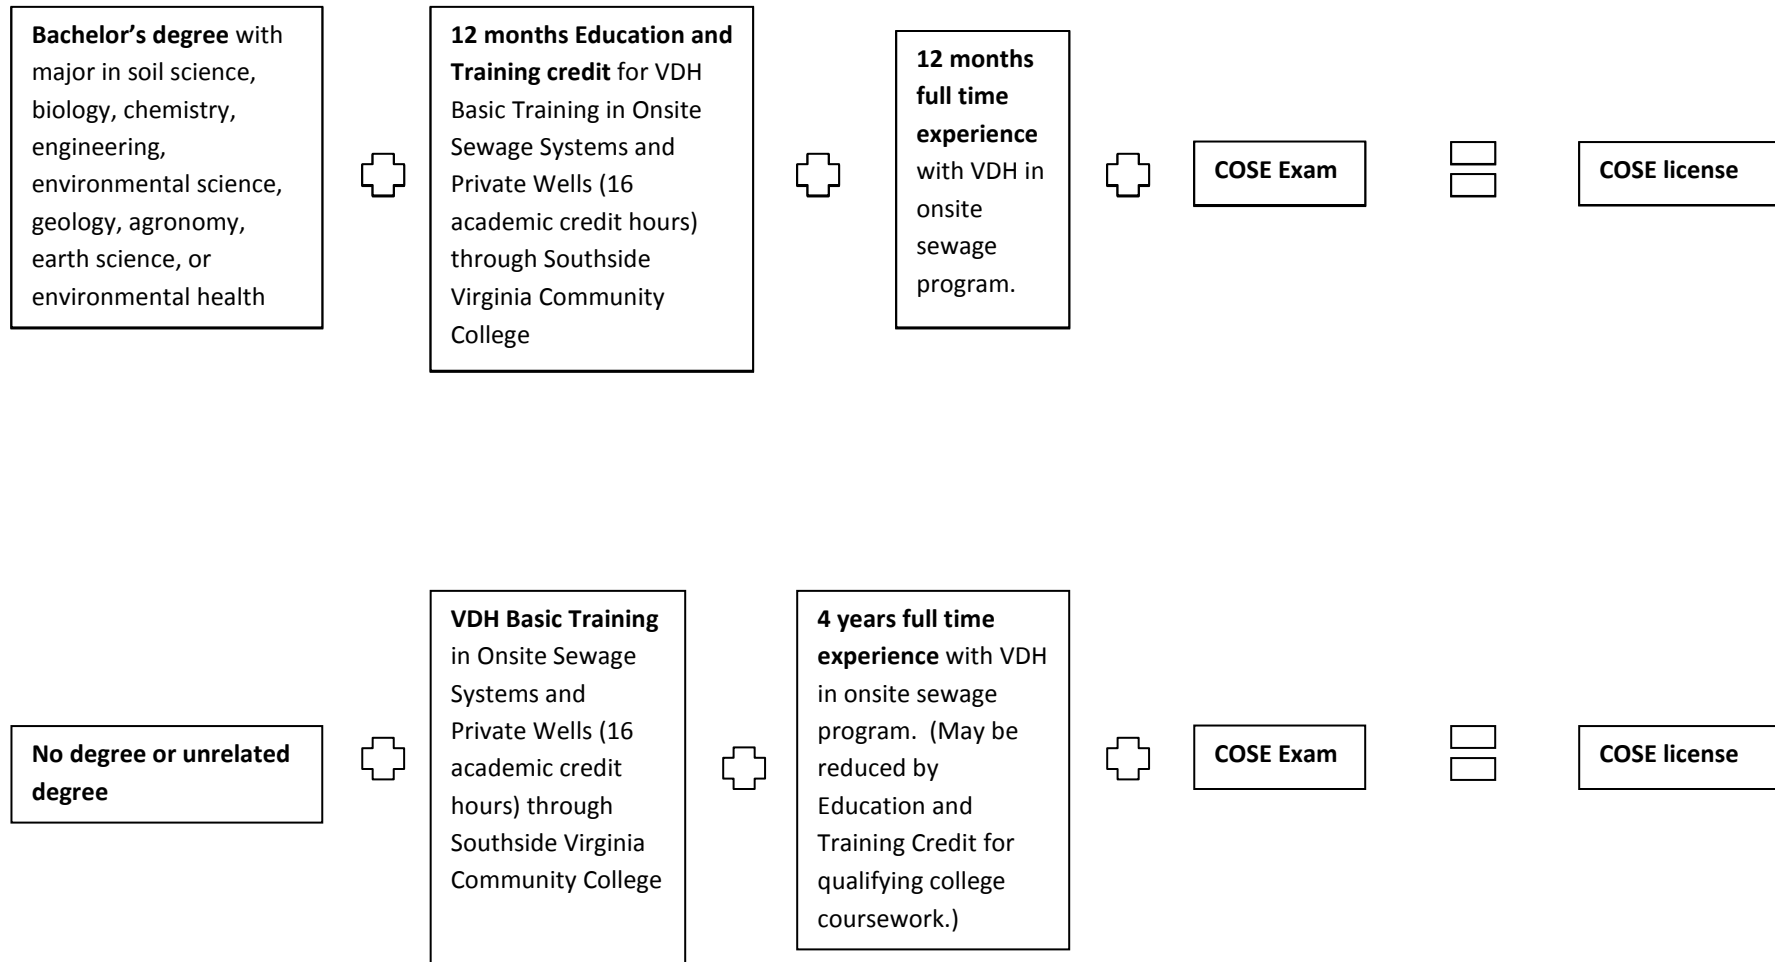 Bachelor’s degree with
major in soil science,
biology, chemistry,
engineering,
environmental science,
geology, agronomy,
earth science, or
environmental health
12 months Education and
Training credit for VDH
Basic Training in Onsite
Sewage Systems and
Private Wells (16
academic credit hours)
through Southside
Virginia Community
College
12 months
full time
experience
with VDH in
onsite
sewage
program.
COSE Exam
COSE license
No degree or unrelated
degree
VDH Basic Training
in Onsite Sewage
Systems and
Private Wells (16
academic credit
hours) through
Southside Virginia
Community College
4 years full time
experience with VDH
in onsite sewage
program.  (May be
reduced by
Education and
Training Credit for
qualifying college
coursework.)
COSE Exam
COSE license